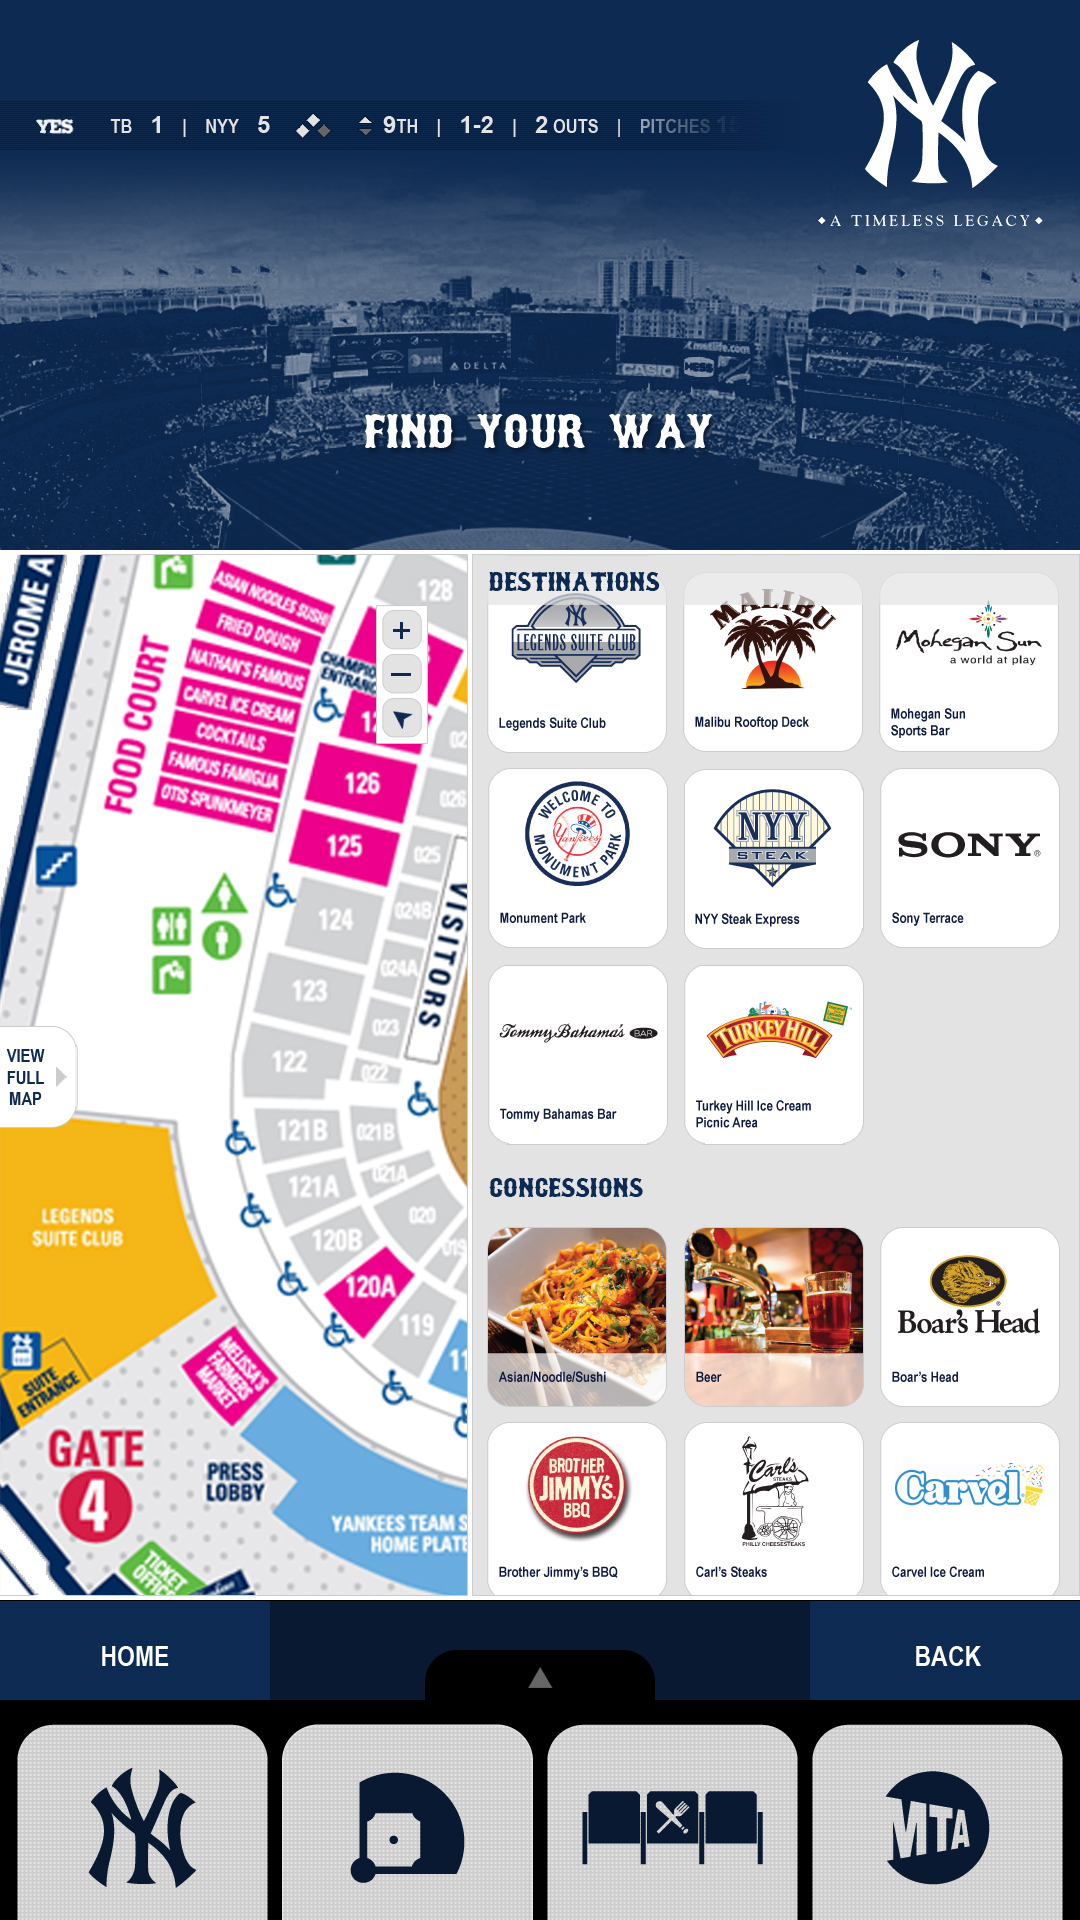 YES TB 1 | NYY 5 9TH | 1-2 | 2 OUTS | PITCHES
A TIMELESS LEGACY
metlife.com
at&t
DELTA
CASIO
HESS
FIND YOUR WAY
JEROME A
FOOD COURT
ASIAN NOODLES SUSHI
FRIED DOUGH
NATHAN'S FAMOUS
CARVEL ICE CREAM
COCKTAILS
FAMOUS FAMIGLIA
OTIS SPUNKMEYER
128
CHAMPIO
ENTRANC
+
−
02
126
026
125
025
124
024B
024A
VISITORS
123
023
122
022
VIEW
FULL
MAP
121B
021B
021A
121A
020
120B
019
120A
119
11
LEGENDS
SUITE CLUB
SUITE
ENTRANCE
MELISSA'S
FARMERS
MARKET
GATE
4
PRESS
LOBBY
YANKEES TEAM S
HOME PLATE
TICKET
OFFICE
DESTINATIONS
LEGENDS SUITE CLUB
Legends Suite Club
MALIBU
Malibu Rooftop Deck
Mohegan Sun
a world at play
Mohegan Sun
Sports Bar
WELCOME TO
Yankees
MONUMENT PARK
Monument Park
NYY
STEAK
NYY Steak Express
SONY®
Sony Terrace
Tommy Bahama's BAR
Tommy Bahamas Bar
TURKEY HILL
Turkey Hill Ice Cream
Picnic Area
CONCESSIONS
Asian/Noodle/Sushi
Beer
Boar's Head
Boar's Head
BROTHER
JIMMY'S
BBQ
Brother Jimmy's BBQ
Carl's
STEAKS
PHILLY CHEESESTEAKS
Carl's Steaks
Carvel
Carvel Ice Cream
HOME
BACK
MTA